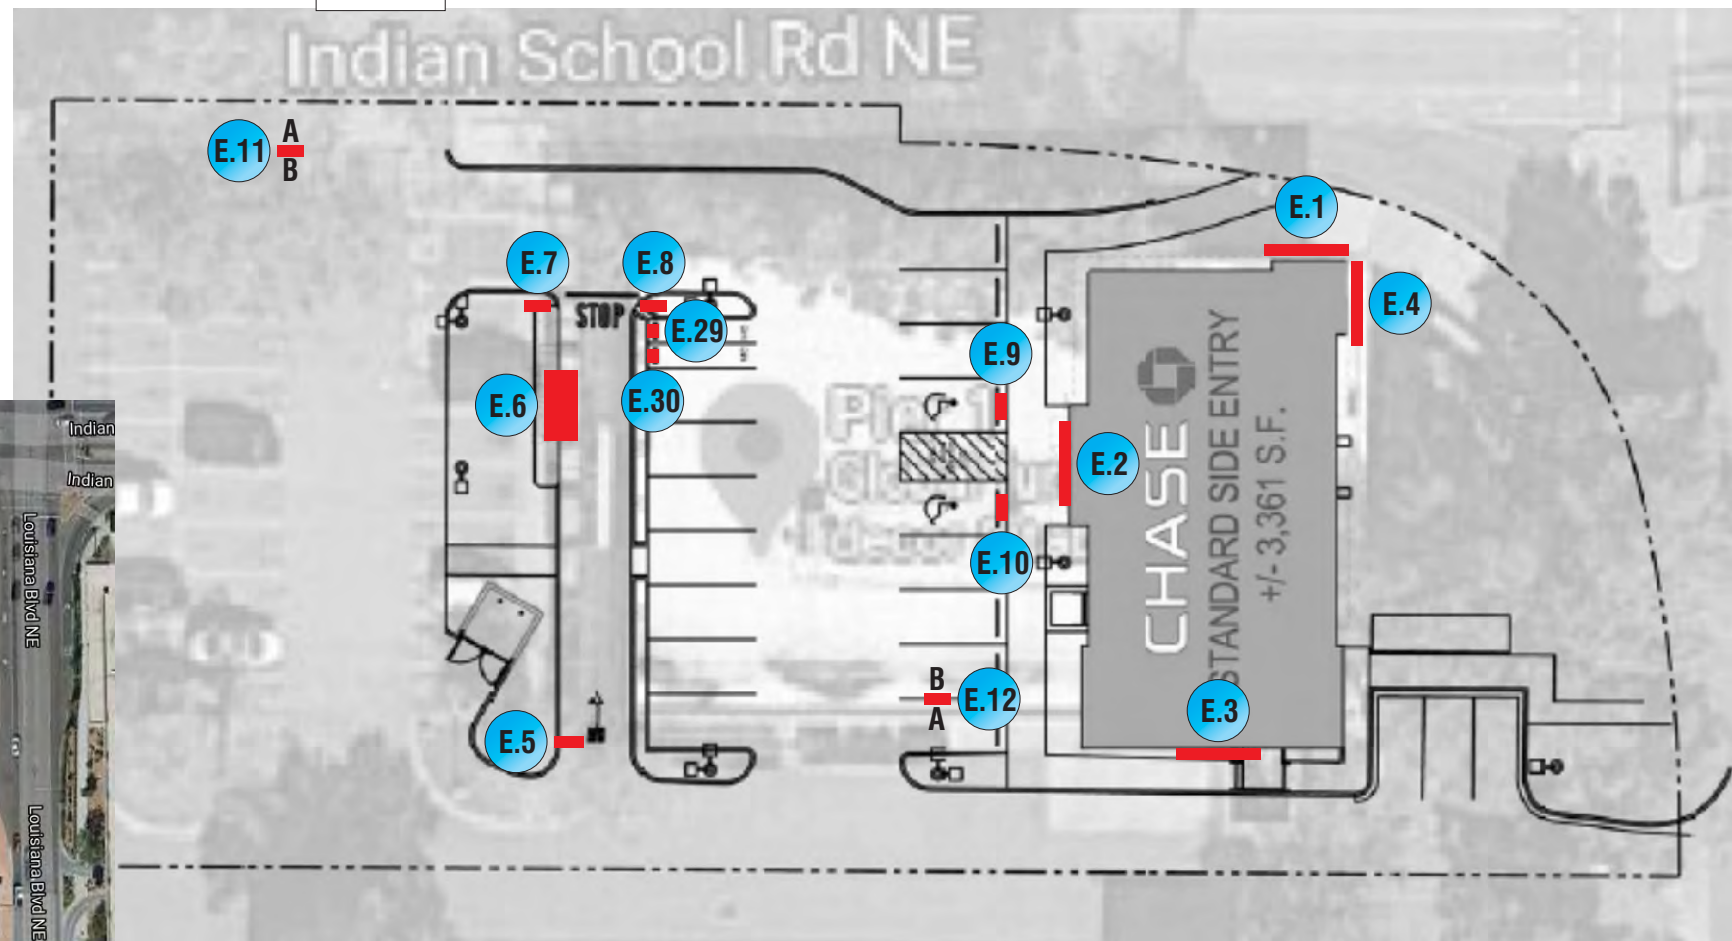 Indian School Rd NE
A
E.11
B
E.1
E.7
E.8
E.4
STOP
E.29
E.9
E.6
E.30
Indian
Indian
E.2
CHASE
STANDARD SIDE ENTRY
+/- 3,361 S.F.
E.10
Louisiana Blvd NE
B
E.12
A
E.3
E.5
Louisiana Blvd NE